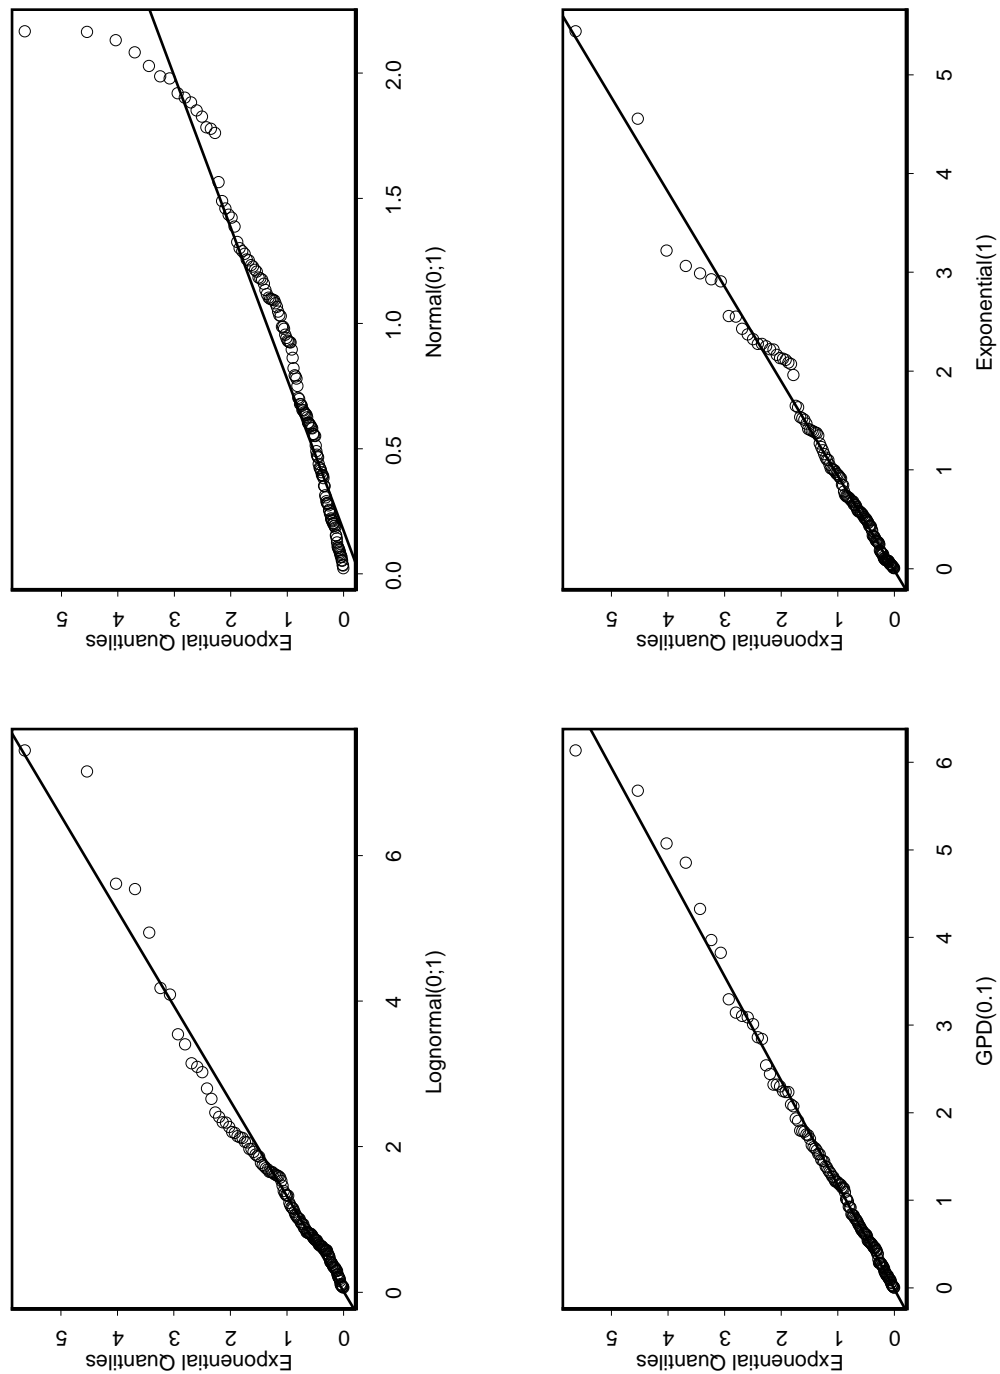 0.0 0.5 1.0 1.5 2.0
Normal(0;1)
0 1 2 3 4 5
Exponential Quantiles
0 1 2 3 4 5
Exponential(1)
0 1 2 3 4 5
Exponential Quantiles
0 2 4 6
Lognormal(0;1)
0 1 2 3 4 5
Exponential Quantiles
0 1 2 3 4 5 6
GPD(0.1)
0 1 2 3 4 5
Exponential Quantiles